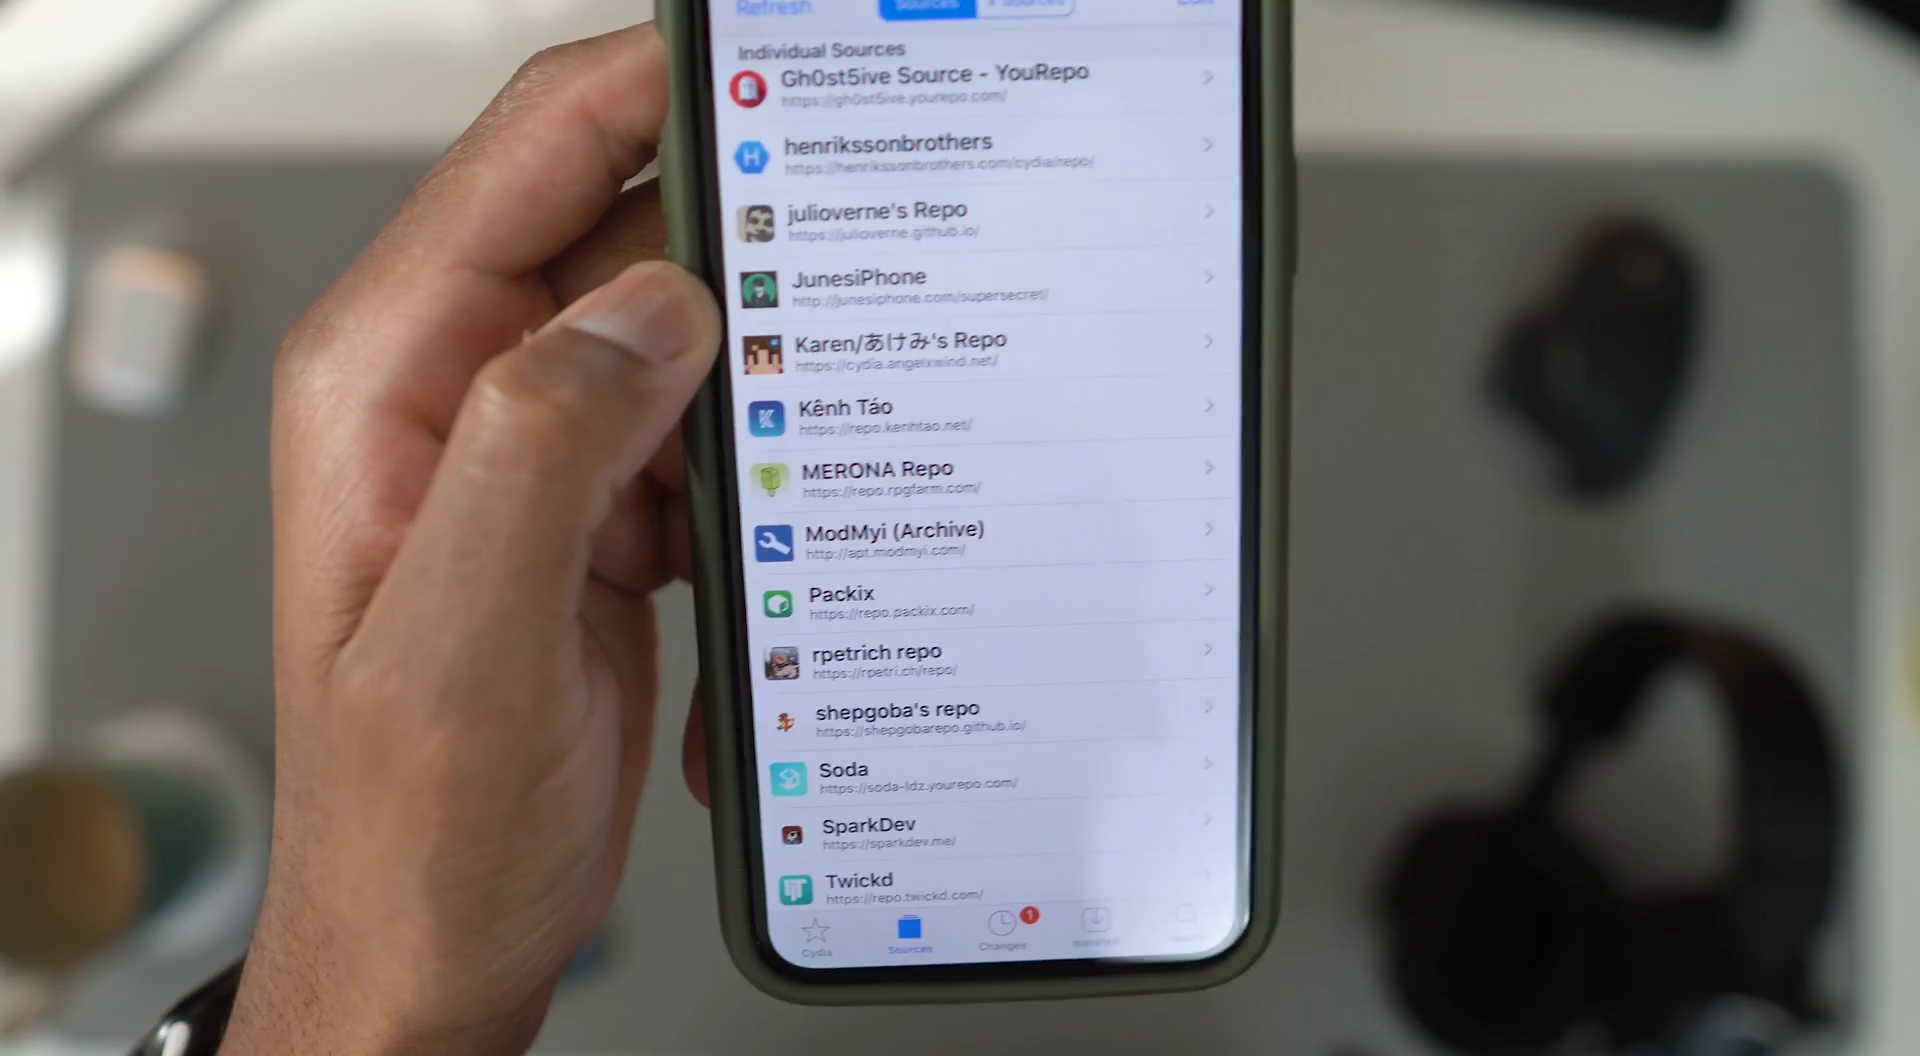 Refresh
Sources
Edit
Individual Sources
Gh0st5ive Source - YouRepo
https://gh0st5ive.yourepo.com/
H
henrikssonbrothers
https://henrikssonbrothers.com/cydia/repo/
julioverne's Repo
https://julioverne.github.io/
JunesiPhone
http://junesiphone.com/supersecret/
Karen/あけみ's Repo
https://cydia.angelxwind.net/
K
Kênh Táo
https://repo.kenhtao.net/
MERONA Repo
https://repo.rpgfarm.com/
ModMyi (Archive)
http://apt.modmyi.com/
Packix
https://repo.packix.com/
rpetrich repo
https://rpetri.ch/repo/
shepgoba's repo
https://shepgobarepo.github.io/
Soda
https://soda-ldz.yourepo.com/
SparkDev
https://sparkdev.me/
Twickd
https://repo.twickd.com/
1
Cydia
Sources
Changes